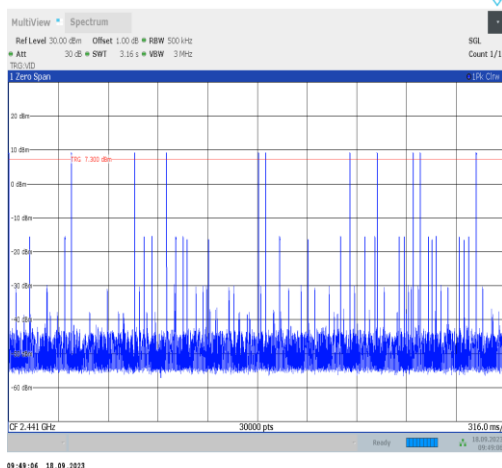 MultiView Spectrum
Ref Level 30.00 dBm Offset 1.00 dB RBW 500 kHz SGL
Att 30 dB SWT 3.16 s VBW 3 MHz Count 1/1
TRG:VID
1 Zero Span 1Pk Clrw
20 dBm
10 dBm
TRG 7.300 dBm
0 dBm
-10 dBm
-20 dBm
-30 dBm
-40 dBm
-50 dBm
-60 dBm
CF 2.441 GHz 30000 pts 316.0 ms/
Ready 18.09.2023
09:49:06
09:49:06 18.09.2023